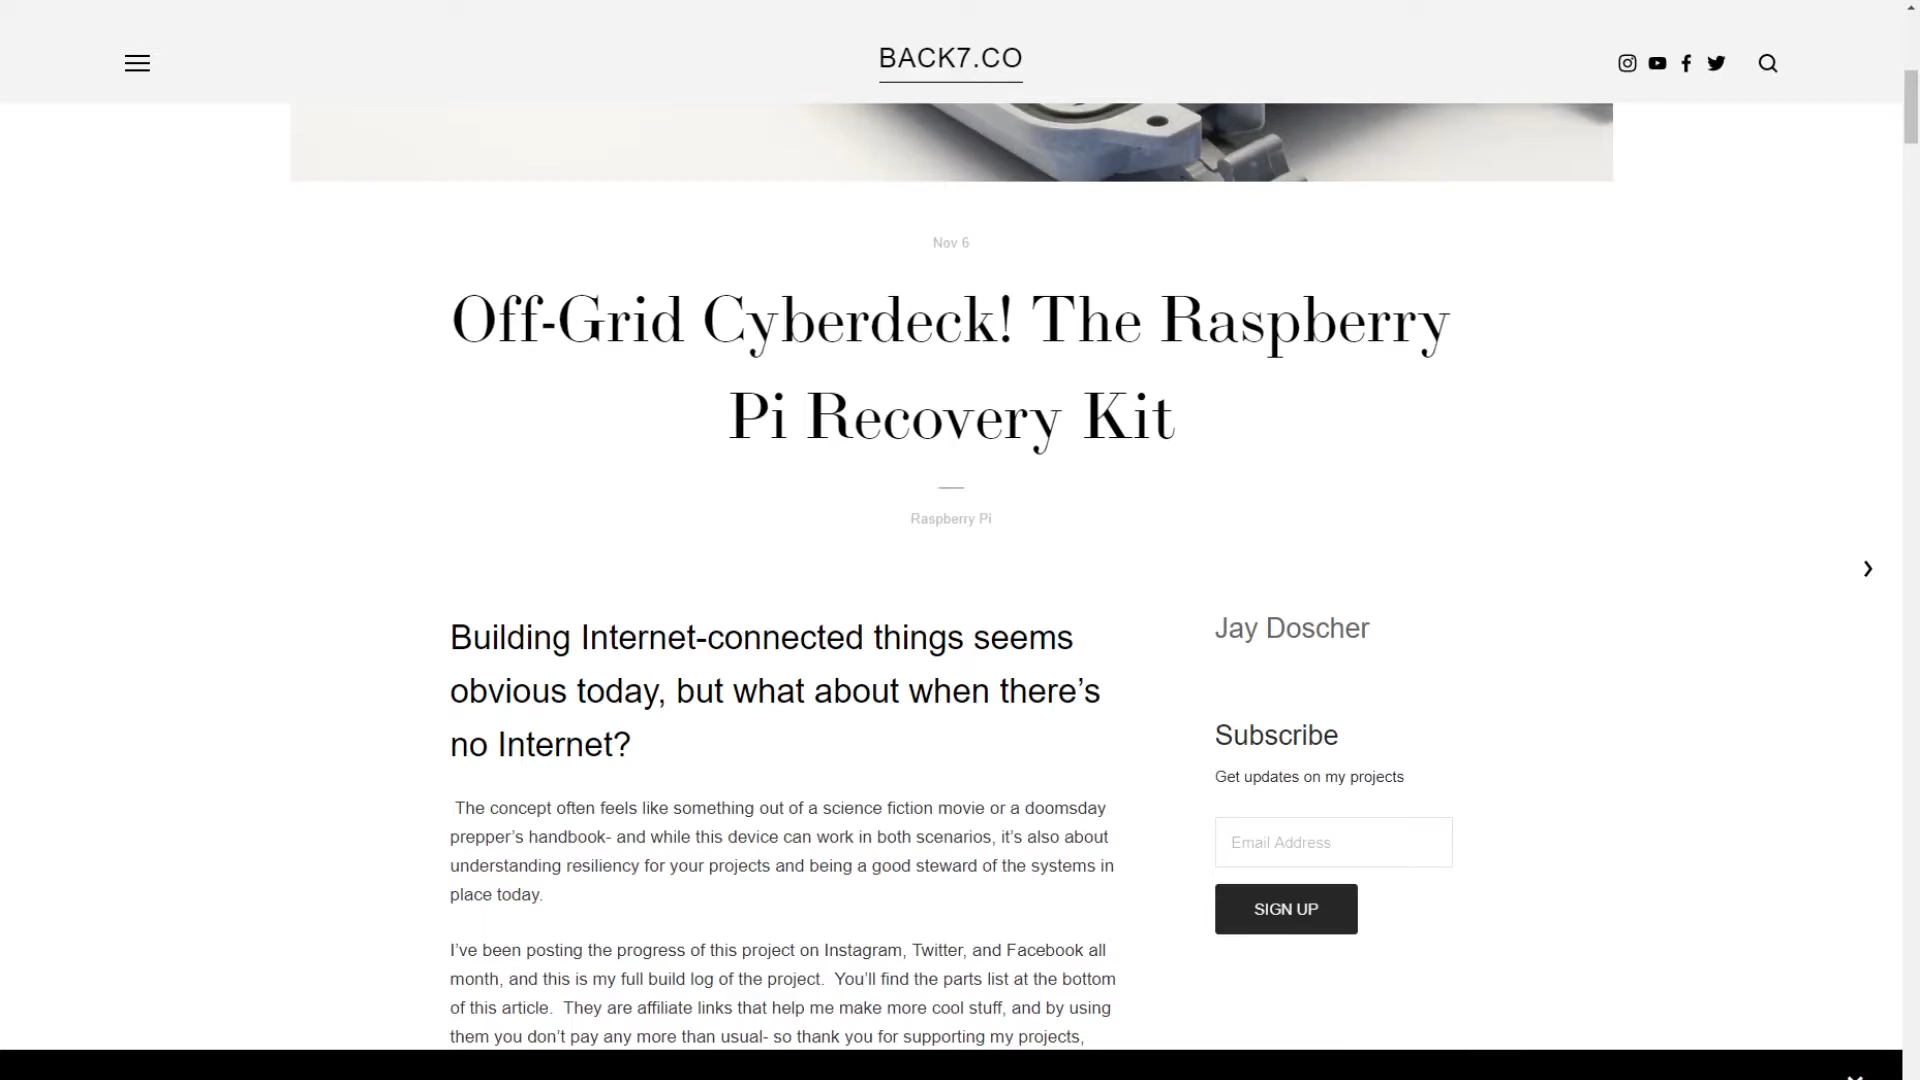 BACK7.CO
Nov 6
Off-Grid Cyberdeck! The Raspberry
Pi Recovery Kit
Raspberry Pi
Building Internet-connected things seems
obvious today, but what about when there’s
no Internet?
The concept often feels like something out of a science fiction movie or a doomsday
prepper’s handbook- and while this device can work in both scenarios, it’s also about
understanding resiliency for your projects and being a good steward of the systems in
place today.
I’ve been posting the progress of this project on Instagram, Twitter, and Facebook all
month, and this is my full build log of the project.  You’ll find the parts list at the bottom
of this article.  They are affiliate links that help me make more cool stuff, and by using
them you don’t pay any more than usual- so thank you for supporting my projects,
Jay Doscher
Subscribe
Get updates on my projects
Email Address
SIGN UP